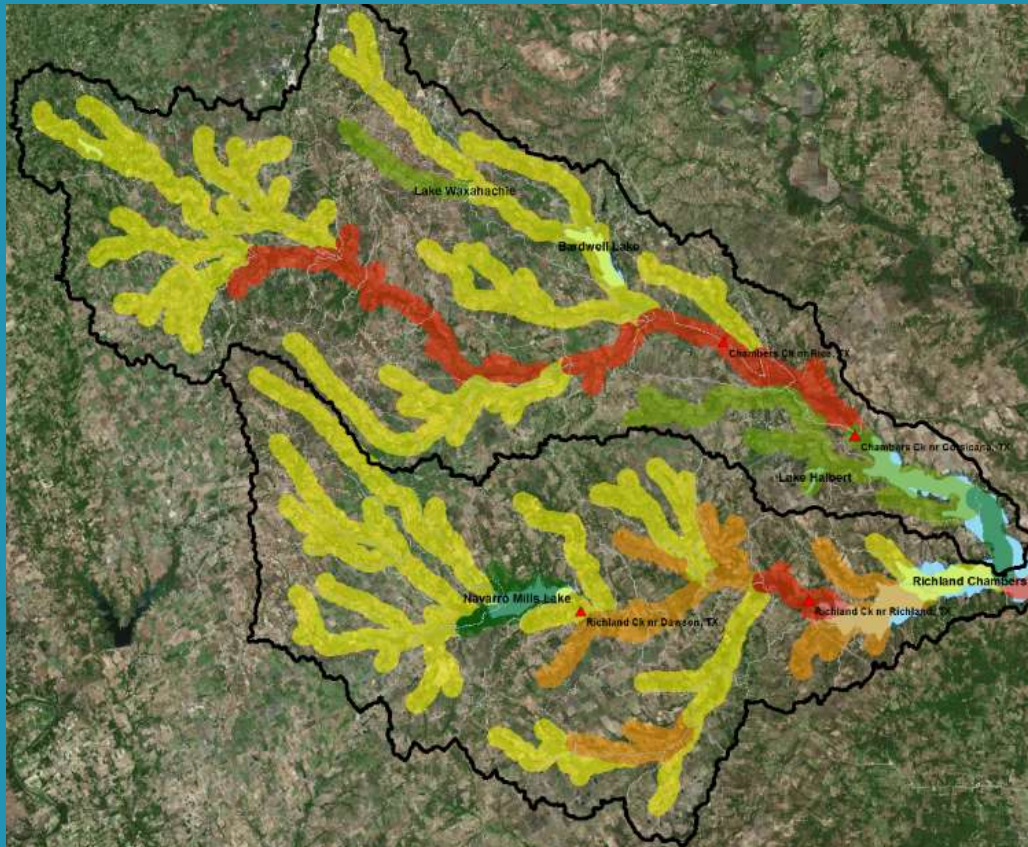 Lake Waxahachie
Bardwell Lake
Chambers Ck nr Rice, TX
Chambers Ck nr Corsicana, TX
Lake Halbert
Richland Chambers
Navarro Mills Lake
Richland Ck nr Richland, TX
Richland Ck nr Dawson, TX